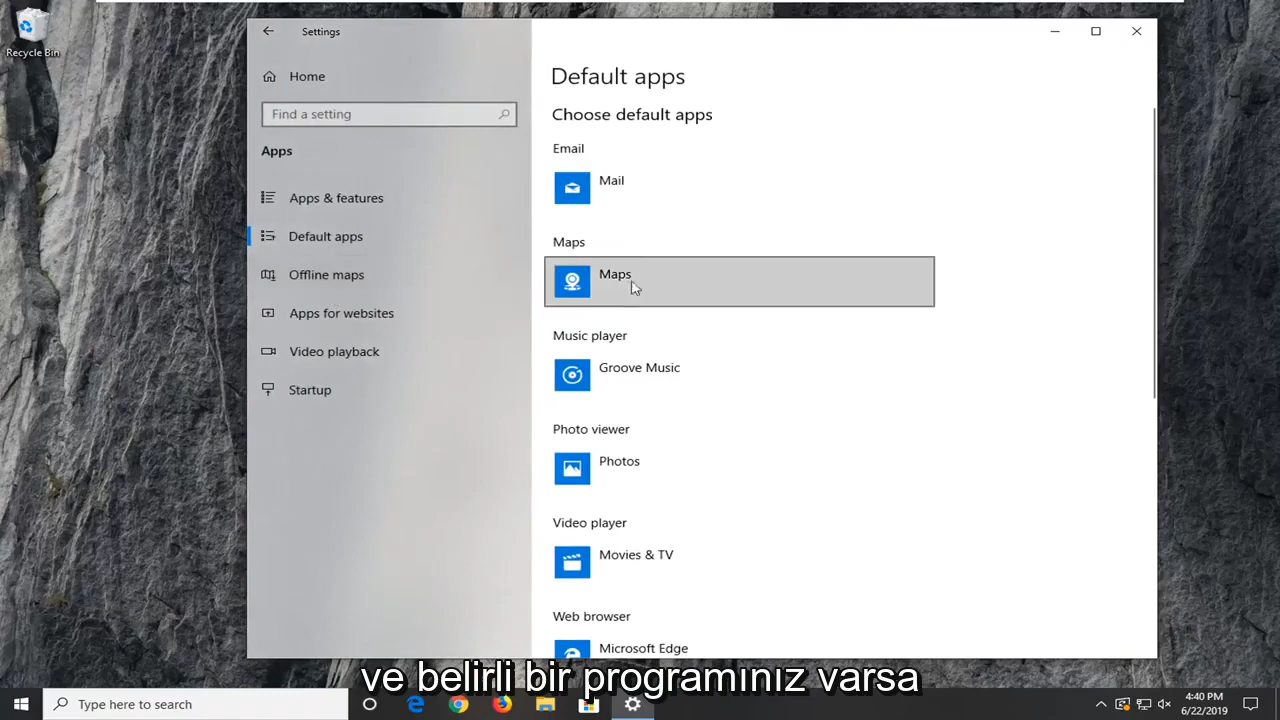 Recycle Bin
Settings
Home
Find a setting
Apps
Apps & features
Default apps
Offline maps
Apps for websites
Video playback
Startup
Default apps
Choose default apps
Email
Mail
Maps
Maps
Music player
Groove Music
Photo viewer
Photos
Video player
Movies & TV
Web browser
Microsoft Edge
ve belirli bir programınız varsa
Type here to search
4:40 PM
6/22/2019